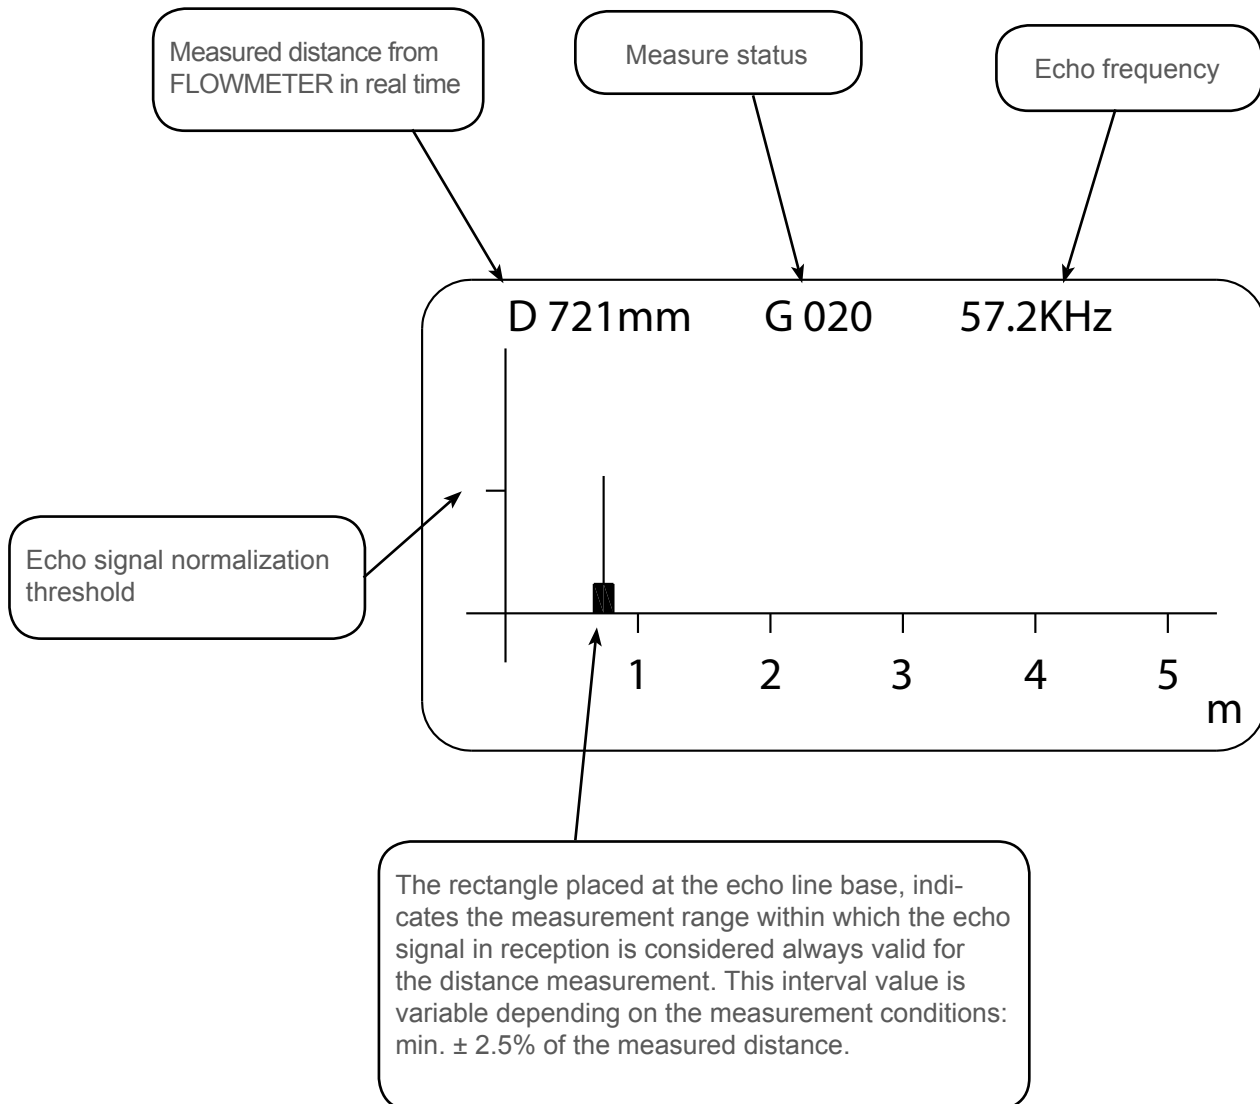 Measured distance from
FLOWMETER in real time
Measure status
Echo frequency
D 721mm G 020 57.2KHz
Echo signal normalization
threshold
1 2 3 4 5
m
The rectangle placed at the echo line base, indi-
cates the measurement range within which the echo
signal in reception is considered always valid for
the distance measurement. This interval value is
variable depending on the measurement conditions:
min. ± 2.5% of the measured distance.